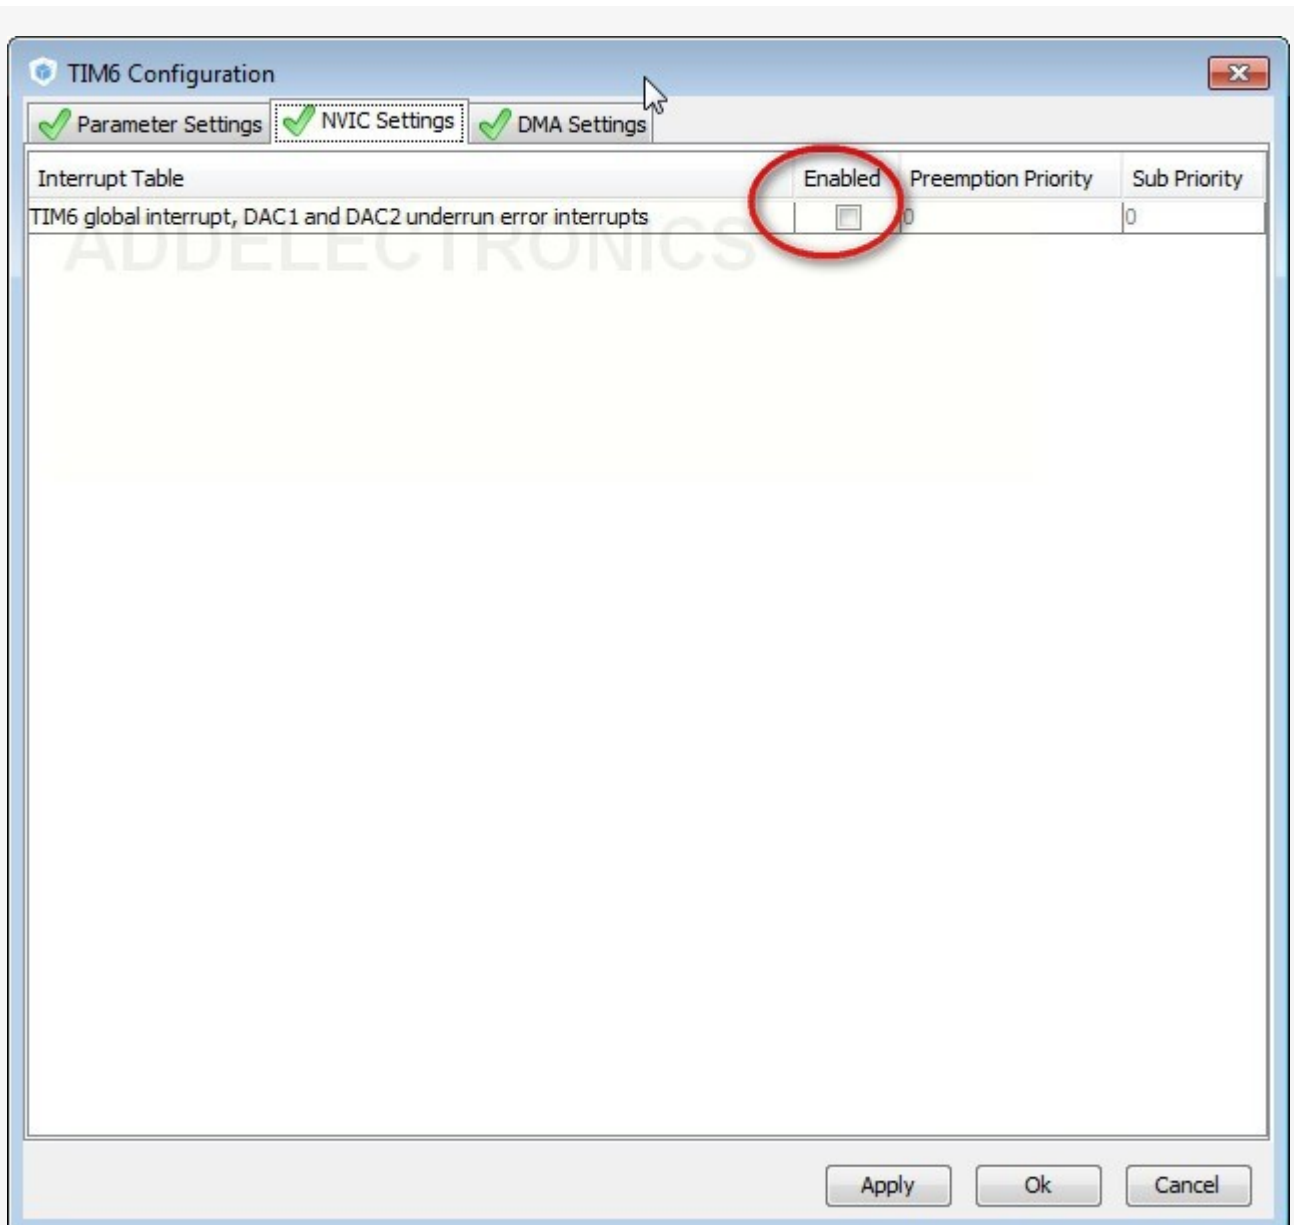 TIM6 Configuration
Parameter Settings NVIC Settings DMA Settings
Interrupt Table Enabled Preemption Priority Sub Priority
TIM6 global interrupt, DAC1 and DAC2 underrun error interrupts 0 0
ADDELECTRONICS
Apply Ok Cancel